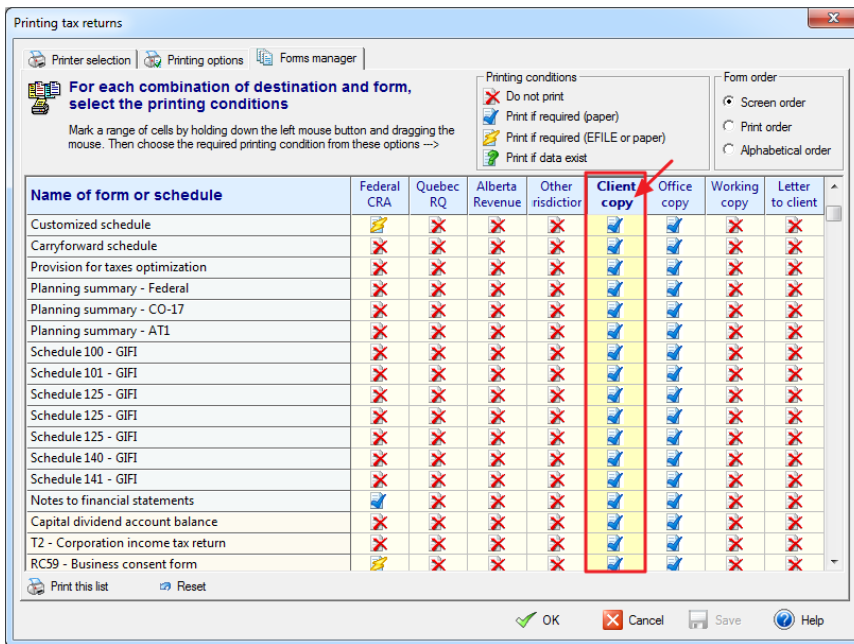 Printing tax returns
Printer selection
Printing options
Forms manager
For each combination of destination and form,
select the printing conditions
Mark a range of cells by holding down the left mouse button and dragging the
mouse. Then choose the required printing condition from these options --->
Printing conditions
Do not print
Print if required (paper)
Print if required (EFILE or paper)
Print if data exist
Form order
Screen order
Print order
Alphabetical order
Name of form or schedule
Federal
CRA
Quebec
RQ
Alberta
Revenue
Other
risdiction
Client
copy
Office
copy
Working
copy
Letter
to client
Customized schedule
Carryforward schedule
Provision for taxes optimization
Planning summary - Federal
Planning summary - CO-17
Planning summary - AT1
Schedule 100 - GIFI
Schedule 101 - GIFI
Schedule 125 - GIFI
Schedule 125 - GIFI
Schedule 125 - GIFI
Schedule 140 - GIFI
Schedule 141 - GIFI
Notes to financial statements
Capital dividend account balance
T2 - Corporation income tax return
RC59 - Business consent form
Print this list
Reset
OK
Cancel
Save
Help